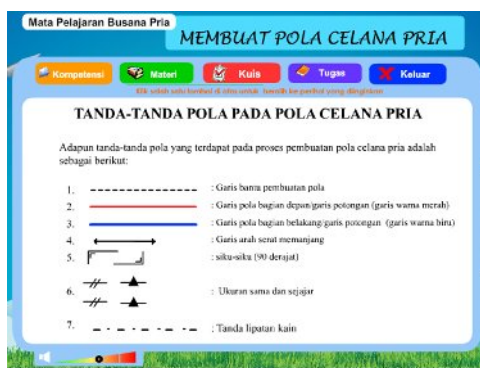 Mata Pelajaran Busana Pria
MEMBUAT POLA CELANA PRIA
Kompetensi
Materi
Kuis
Tugas
Keluar
Klik salah satu tombol di atas untuk beralih ke perihal yang diinginkan
TANDA-TANDA POLA PADA POLA CELANA PRIA
Adapun tanda-tanda pola yang terdapat pada proses pembuatan pola celana pria adalah
sebagai berikut:
1. : Garis bantu pembuatan pola
2. : Garis pola bagian depan/garis potongan (garis warna merah)
3. : Garis pola bagian belakang/garis potongan (garis warna biru)
4. : Garis arah serat memanjang
5. : siku-siku (90 derajat)
6. : Ukuran sama dan sejajar
7. : Tanda lipatan kain